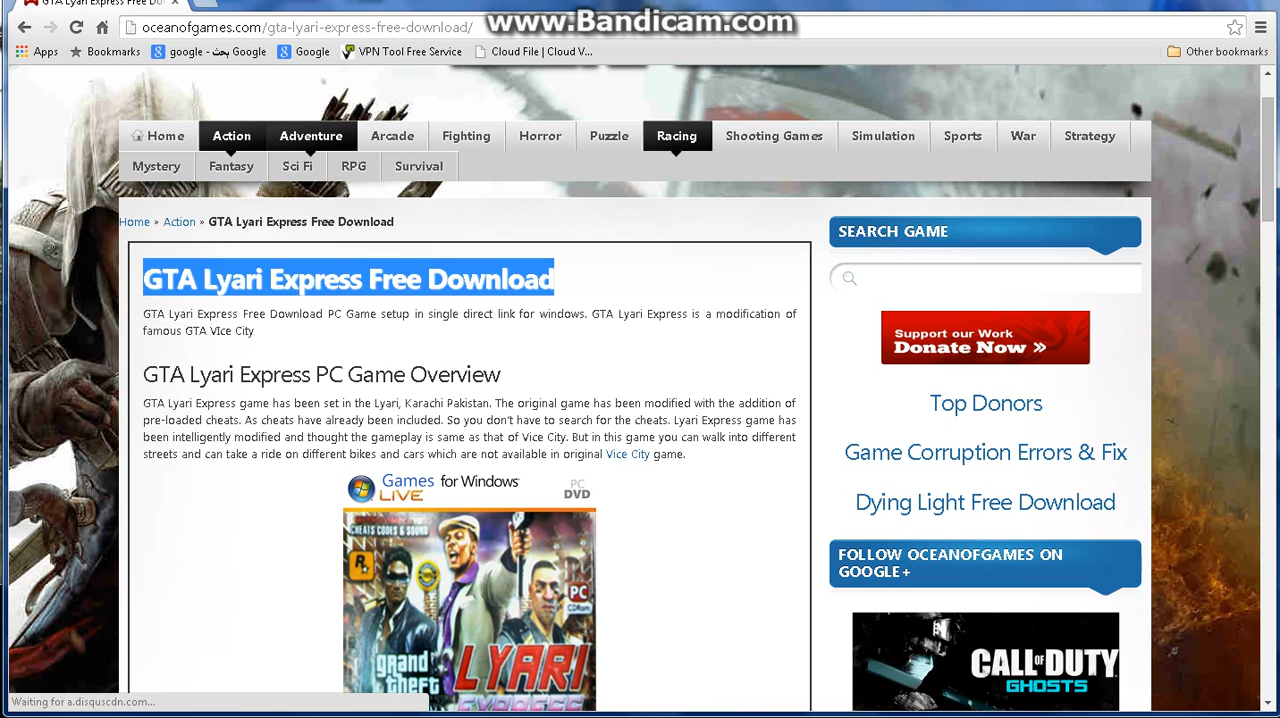 GTA Lyari Express Free Do
www.Bandicam.com
oceanofgames.com/gta-lyari-express-free-download/
Apps Bookmarks google - بحث Google Google VPN Tool Free Service Cloud File | Cloud V... Other bookmarks
Home Action Adventure Arcade Fighting Horror Puzzle Racing Shooting Games Simulation Sports War Strategy
Mystery Fantasy Sci Fi RPG Survival
Home » Action » GTA Lyari Express Free Download
GTA Lyari Express Free Download
GTA Lyari Express Free Download PC Game setup in single direct link for windows. GTA Lyari Express is a modification of
famous GTA VIce City
GTA Lyari Express PC Game Overview
GTA Lyari Express game has been set in the Lyari, Karachi Pakistan. The original game has been modified with the addition of
pre-loaded cheats. As cheats have already been included. So you don't have to search for the cheats. Lyari Express game has
been intelligently modified and thought the gameplay is same as that of Vice City. But in this game you can walk into different
streets and can take a ride on different bikes and cars which are not available in original Vice City game.
Games for Windows
LIVE
PC
DVD
CHEATS CODES & SOUND
R
PC
CDRom
grand
theft
LYARI
EXPRESS
SEARCH GAME
Support our Work
Donate Now »
Top Donors
Game Corruption Errors & Fix
Dying Light Free Download
FOLLOW OCEANOFGAMES ON
GOOGLE+
CALL OF DUTY
GHOSTS
Waiting for a.disquscdn.com...